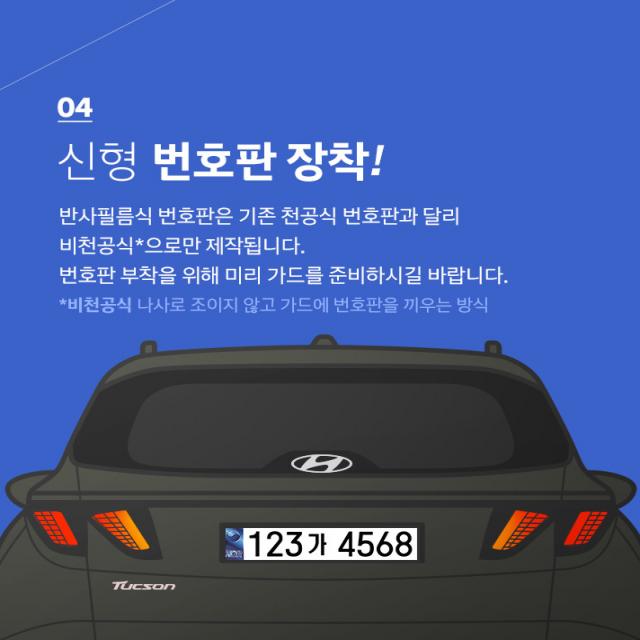 04
신형 번호판 장착!
반사필름식 번호판은 기존 천공식 번호판과 달리
비천공식*으로만 제작됩니다.
번호판 부착을 위해 미리 가드를 준비하시길 바랍니다.
*비천공식 나사로 조이지 않고 가드에 번호판을 끼우는 방식
123가 4568
Tucson